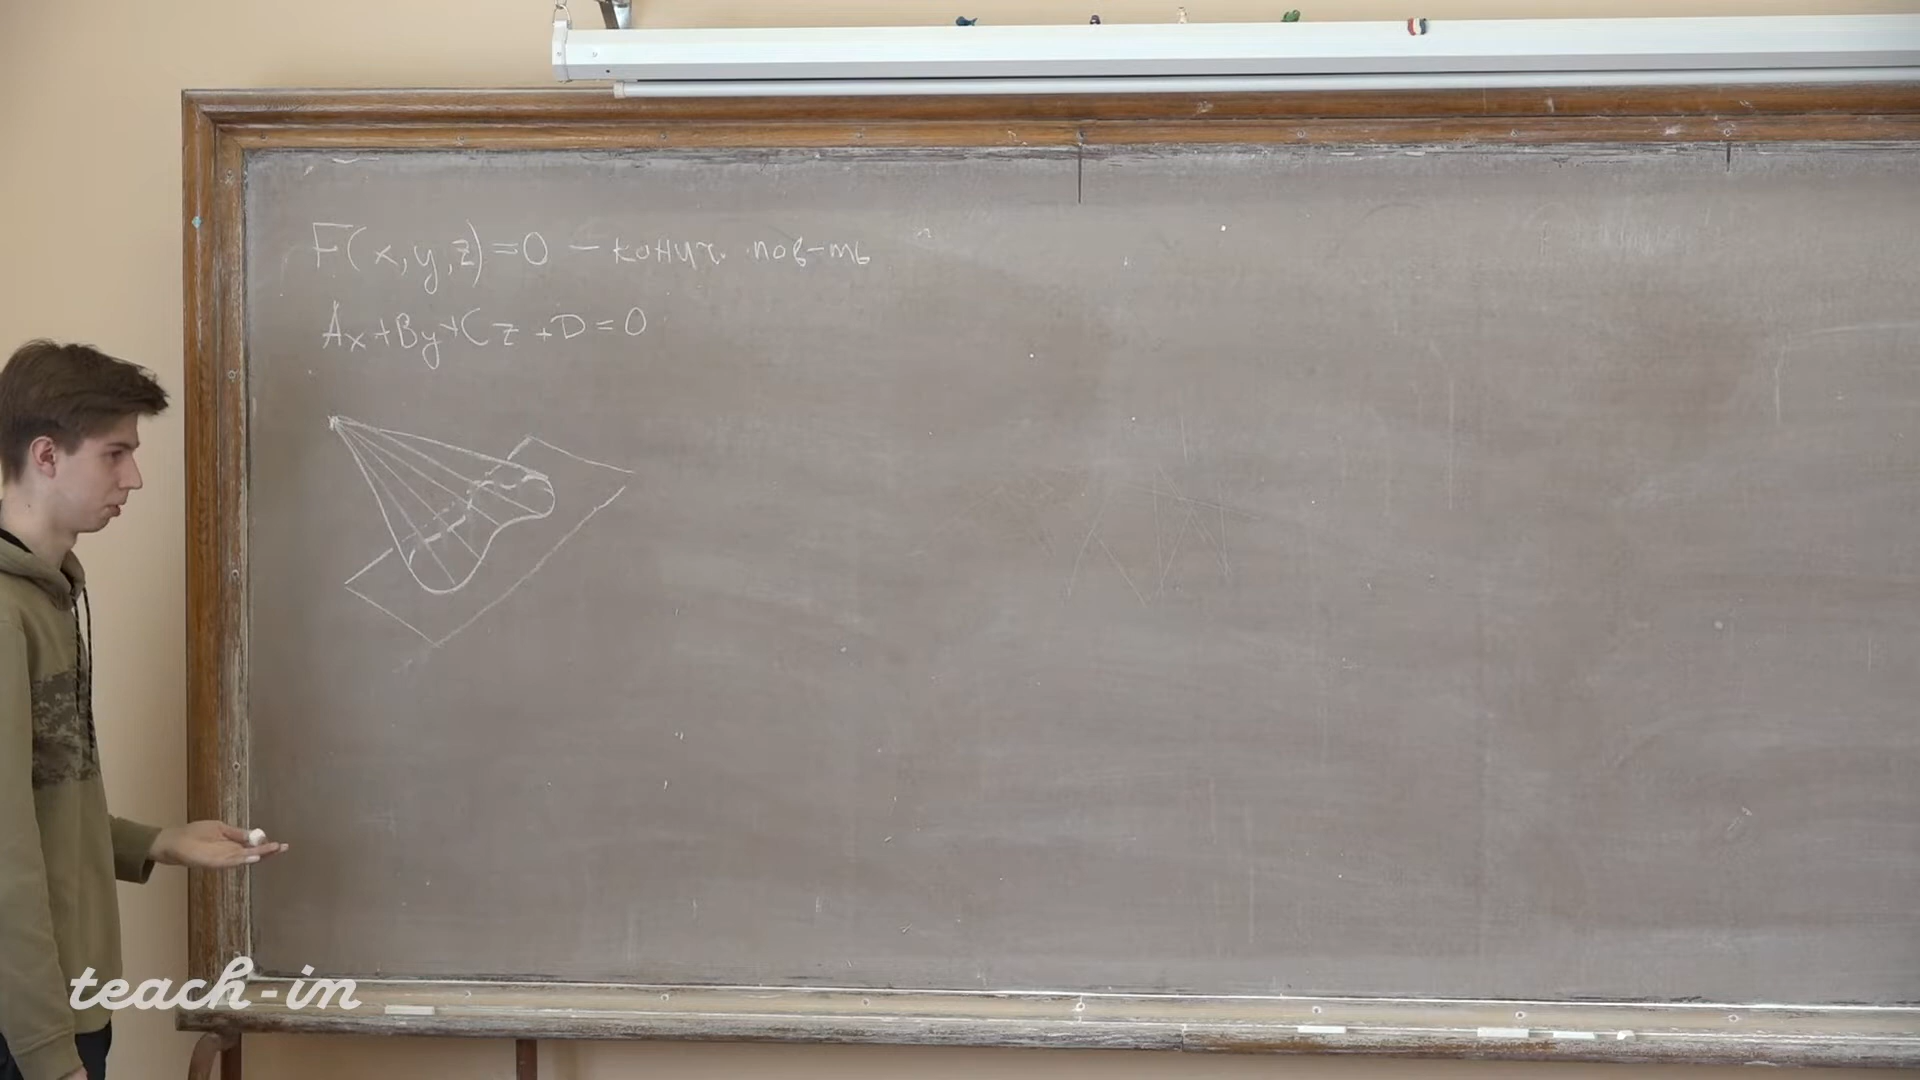 F(x,y,z)=0 – конич. пов-ть
Ax+By+Cz+D=0
teach-in